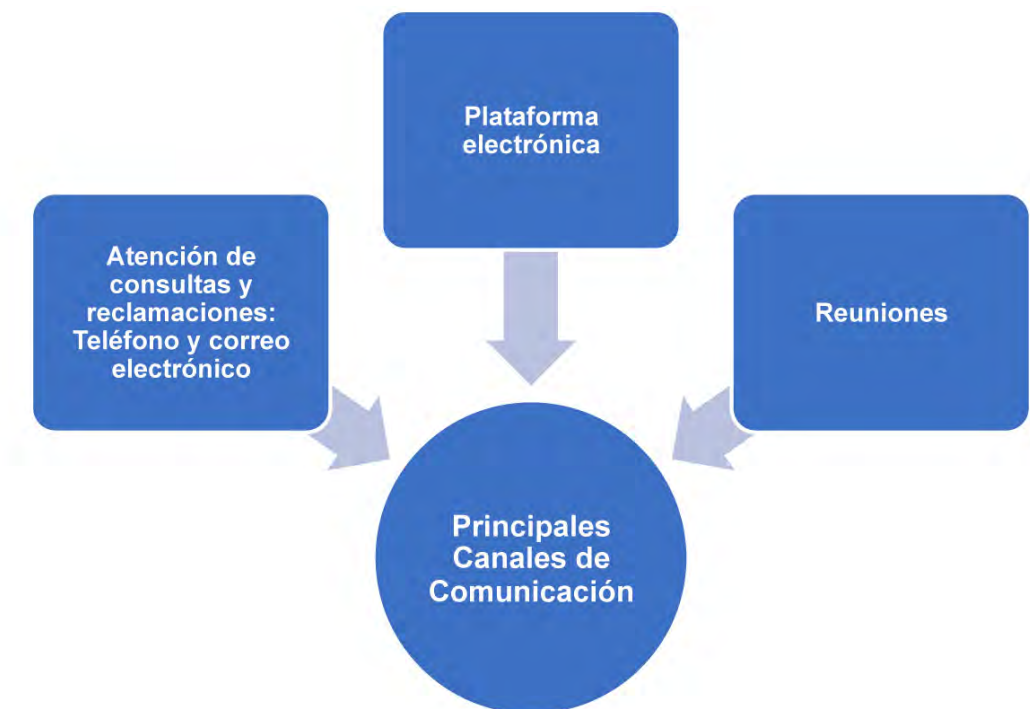 Plataforma
electrónica
Atención de
consultas y
reclamaciones:
Teléfono y correo
electrónico
Reuniones
Principales
Canales de
Comunicación